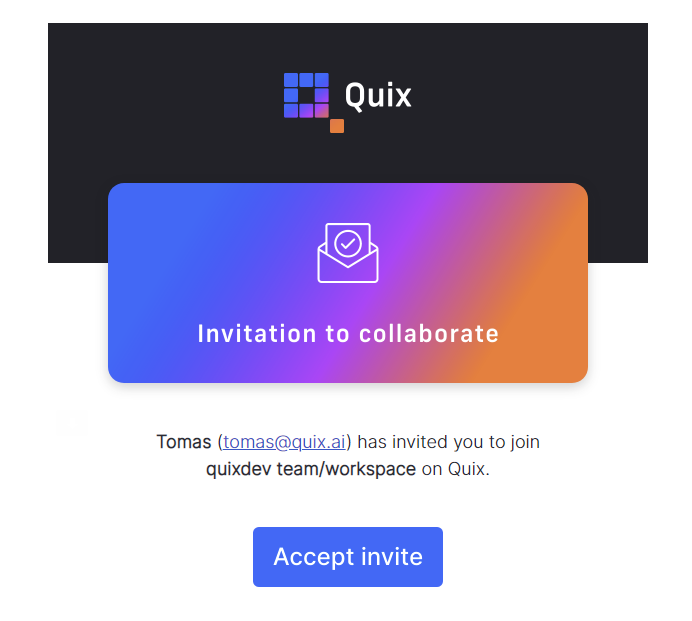 Quix
Invitation to collaborate
Tomas (tomas@quix.ai) has invited you to join
quixdev team/workspace on Quix.
Accept invite